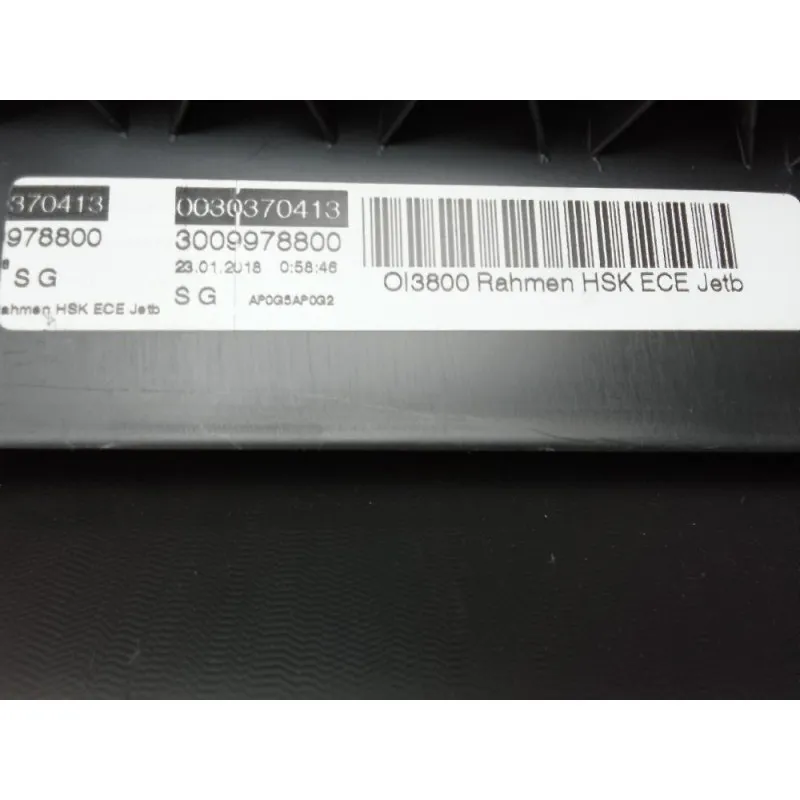 370413
978800
S G
ahmen HSK ECE Jetb
0030370413
3009978800
23.01.2018 0:58:46
S G AP0G5AP0G2
OI3800 Rahmen HSK ECE Jetb